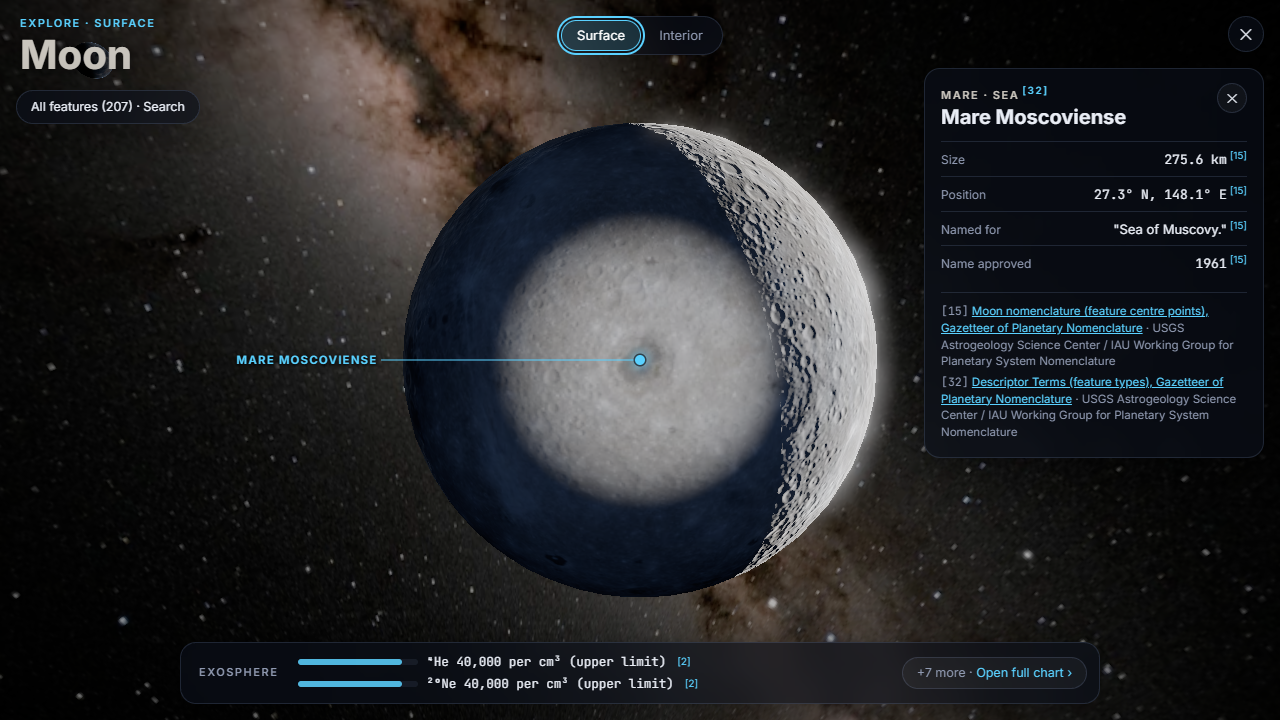 EXPLORE · SURFACE
Moon
All features (207) · Search
Surface
Interior
MARE · SEA [32]
Mare Moscoviense
Size 275.6 km [15]
Position 27.3° N, 148.1° E [15]
Named for "Sea of Muscovy." [15]
Name approved 1961 [15]
[15] Moon nomenclature (feature centre points),
Gazetteer of Planetary Nomenclature · USGS
Astrogeology Science Center / IAU Working Group for
Planetary System Nomenclature
[32] Descriptor Terms (feature types), Gazetteer of
Planetary Nomenclature · USGS Astrogeology Science
Center / IAU Working Group for Planetary System
Nomenclature
MARE MOSCOVIENSE
EXOSPHERE
⁴He 40,000 per cm³ (upper limit) [2]
²⁰Ne 40,000 per cm³ (upper limit) [2]
+7 more · Open full chart ›